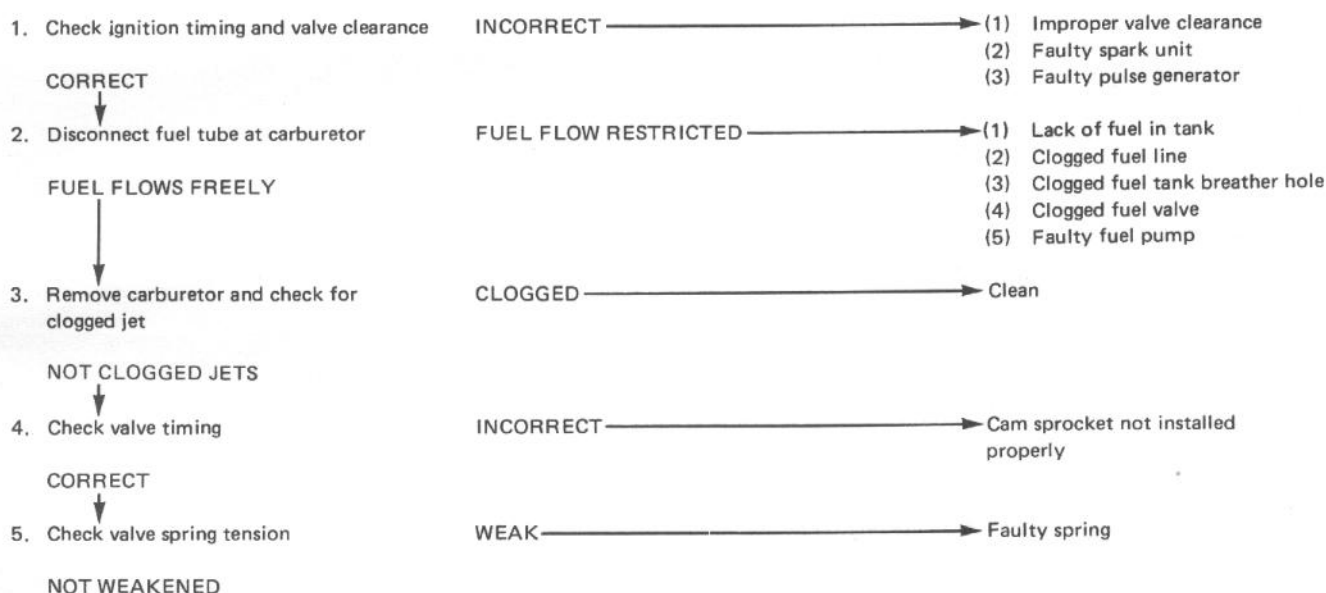 1. Check ignition timing and valve clearance INCORRECT (1) Improper valve clearance
(2) Faulty spark unit
CORRECT (3) Faulty pulse generator
2. Disconnect fuel tube at carburetor FUEL FLOW RESTRICTED (1) Lack of fuel in tank
(2) Clogged fuel line
FUEL FLOWS FREELY (3) Clogged fuel tank breather hole
(4) Clogged fuel valve
(5) Faulty fuel pump
3. Remove carburetor and check for CLOGGED Clean
clogged jet
NOT CLOGGED JETS
4. Check valve timing INCORRECT Cam sprocket not installed
properly
CORRECT
5. Check valve spring tension WEAK Faulty spring
NOT WEAKENED